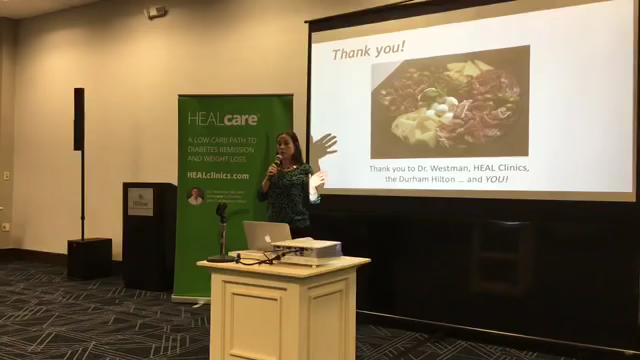 Thank you!
Thank you to Dr. Westman, HEAL Clinics,
the Durham Hilton ... and YOU!
HEALcare
A LOW-CARB PATH TO
DIABETES REMISSION
AND WEIGHT LOSS
HEALclinics.com
Hilton